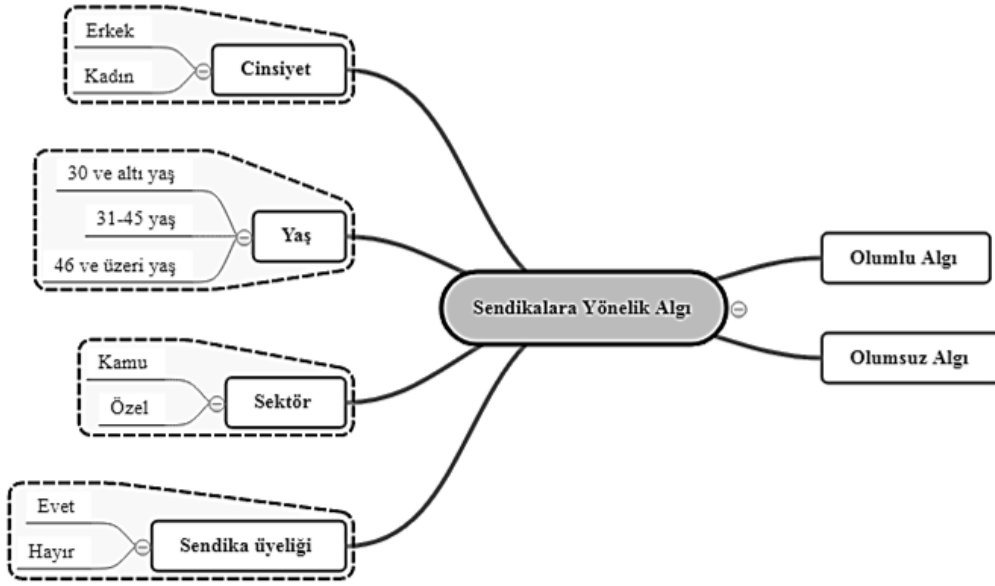 Erkek
Kadın
Cinsiyet
30 ve altı yaş
31-45 yaş
46 ve üzeri yaş
Yaş
Kamu
Özel
Sektör
Evet
Hayır
Sendika üyeliği
Sendikalara Yönelik Algı
Olumlu Algı
Olumsuz Algı